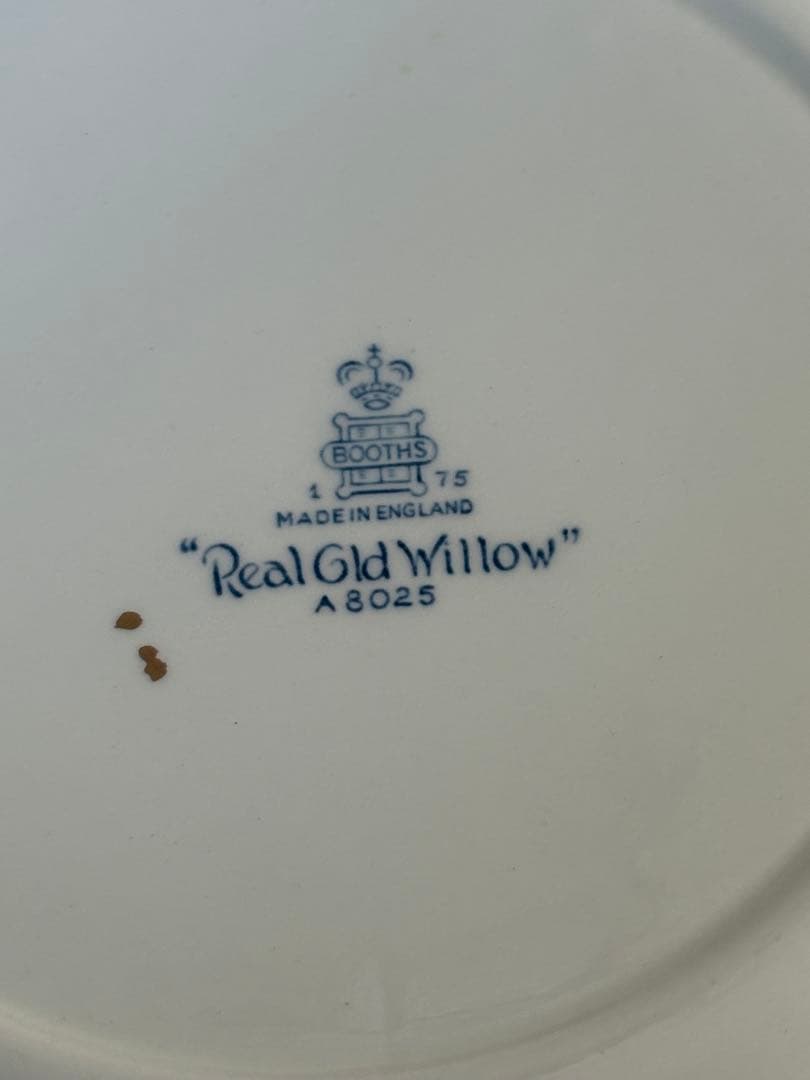 BOOTHS
1 75
MADE IN ENGLAND
"Real Old Willow"
A8025